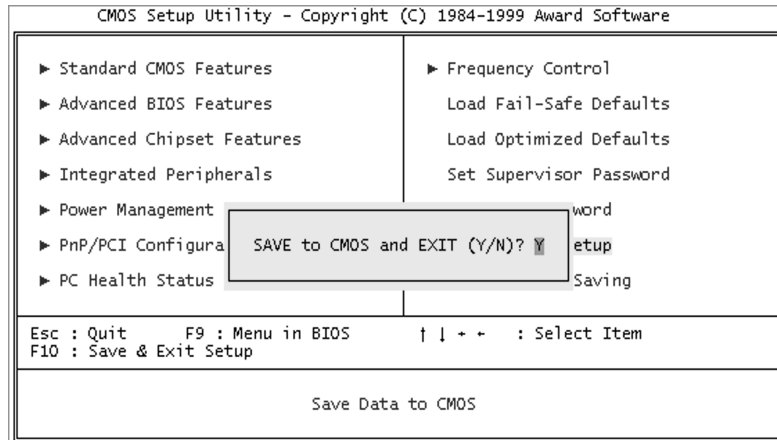 CMOS Setup Utility - Copyright (C) 1984-1999 Award Software
► Standard CMOS Features
► Advanced BIOS Features
► Advanced Chipset Features
► Integrated Peripherals
► Power Management
► PnP/PCI Configura
► PC Health Status
► Frequency Control
Load Fail-Safe Defaults
Load Optimized Defaults
Set Supervisor Password
word
etup
Saving
SAVE to CMOS and EXIT (Y/N)? Y
Esc : Quit F9 : Menu in BIOS ↑ ↓ ← ← : Select Item
F10 : Save & Exit Setup
Save Data to CMOS